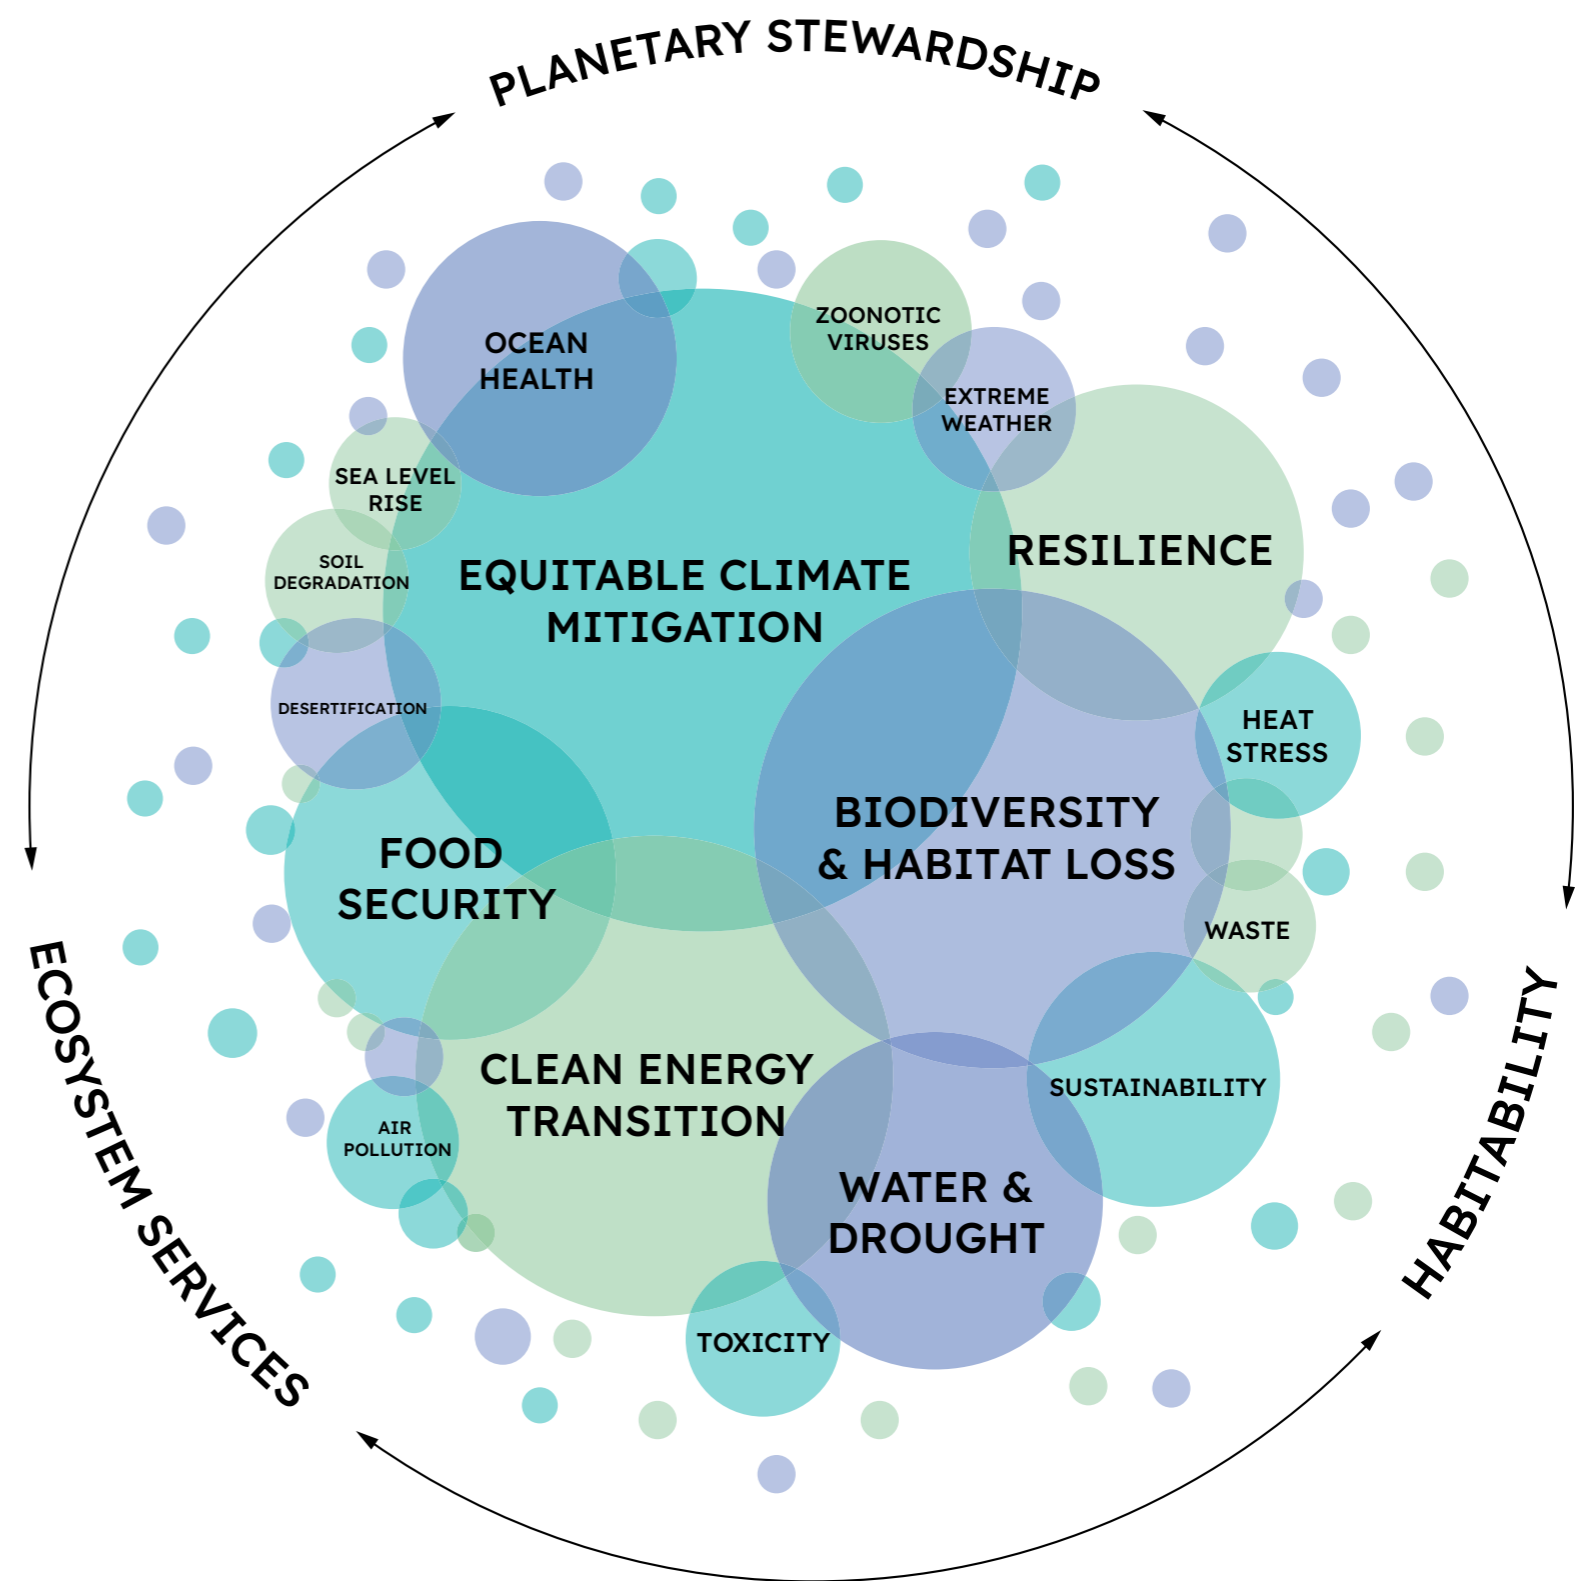 PLANETARY STEWARDSHIP
OCEAN
HEALTH
ZOONOTIC
VIRUSES
EXTREME
WEATHER
SEA LEVEL
RISE
SOIL
DEGRADATION
EQUITABLE CLIMATE
MITIGATION
RESILIENCE
DESERTIFICATION
HEAT
STRESS
FOOD
SECURITY
BIODIVERSITY
& HABITAT LOSS
WASTE
CLEAN ENERGY
TRANSITION
SUSTAINABILITY
AIR
POLLUTION
WATER &
DROUGHT
TOXICITY
ECOSYSTEM SERVICES
HABITABILITY